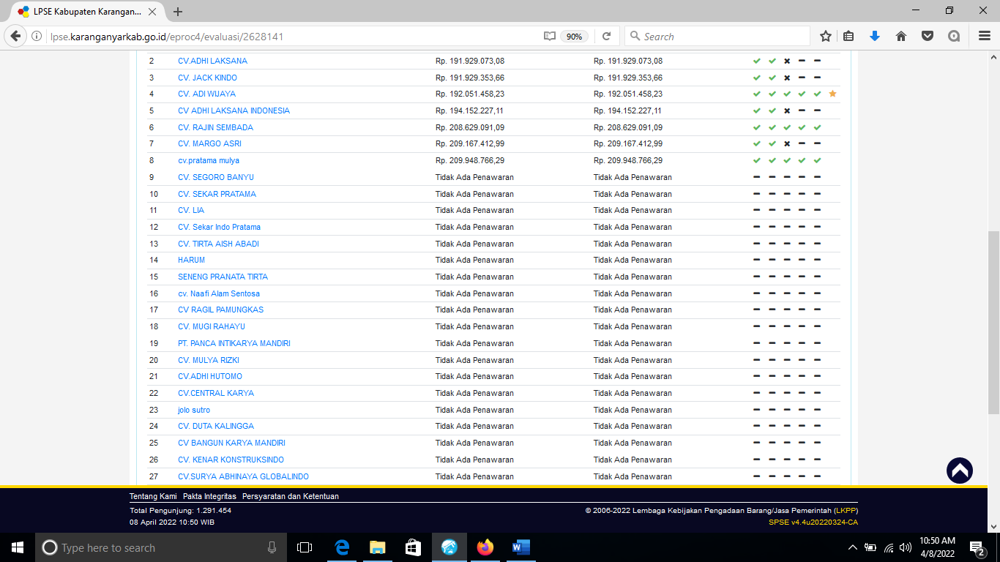 LPSE Kabupaten Karangan...
lpse.karanganyarkab.go.id/eproc4/evaluasi/2628141 90% Search
2 CV.ADHI LAKSANA Rp. 191.929.073,08 Rp. 191.929.073,08
3 CV. JACK KINDO Rp. 191.929.353,66 Rp. 191.929.353,66
4 CV. ADI WIJAYA Rp. 192.051.458,23 Rp. 192.051.458,23
5 CV ADHI LAKSANA INDONESIA Rp. 194.152.227,11 Rp. 194.152.227,11
6 CV. RAJIN SEMBADA Rp. 208.629.091,09 Rp. 208.629.091,09
7 CV. MARGO ASRI Rp. 209.167.412,99 Rp. 209.167.412,99
8 cv.pratama mulya Rp. 209.948.766,29 Rp. 209.948.766,29
9 CV. SEGORO BANYU Tidak Ada Penawaran Tidak Ada Penawaran
10 CV. SEKAR PRATAMA Tidak Ada Penawaran Tidak Ada Penawaran
11 CV. LIA Tidak Ada Penawaran Tidak Ada Penawaran
12 CV. Sekar Indo Pratama Tidak Ada Penawaran Tidak Ada Penawaran
13 CV. TIRTA AISH ABADI Tidak Ada Penawaran Tidak Ada Penawaran
14 HARUM Tidak Ada Penawaran Tidak Ada Penawaran
15 SENENG PRANATA TIRTA Tidak Ada Penawaran Tidak Ada Penawaran
16 cv. Naafi Alam Sentosa Tidak Ada Penawaran Tidak Ada Penawaran
17 CV RAGIL PAMUNGKAS Tidak Ada Penawaran Tidak Ada Penawaran
18 CV. MUGI RAHAYU Tidak Ada Penawaran Tidak Ada Penawaran
19 PT. PANCA INTIKARYA MANDIRI Tidak Ada Penawaran Tidak Ada Penawaran
20 CV. MULYA RIZKI Tidak Ada Penawaran Tidak Ada Penawaran
21 CV.ADHI HUTOMO Tidak Ada Penawaran Tidak Ada Penawaran
22 CV.CENTRAL KARYA Tidak Ada Penawaran Tidak Ada Penawaran
23 jolo sutro Tidak Ada Penawaran Tidak Ada Penawaran
24 CV. DUTA KALINGGA Tidak Ada Penawaran Tidak Ada Penawaran
25 CV BANGUN KARYA MANDIRI Tidak Ada Penawaran Tidak Ada Penawaran
26 CV. KENAR KONSTRUKSINDO Tidak Ada Penawaran Tidak Ada Penawaran
27 CV.SURYA ABHINAYA GLOBALINDO Tidak Ada Penawaran Tidak Ada Penawaran
Tentang Kami Pakta Integritas Persyaratan dan Ketentuan
Total Pengunjung: 1.291.454 © 2006-2022 Lembaga Kebijakan Pengadaan Barang/Jasa Pemerintah (LKPP)
08 April 2022 10:50 WIB SPSE v4.4u20220324-CA
Type here to search 10:50 AM
4/8/2022 2